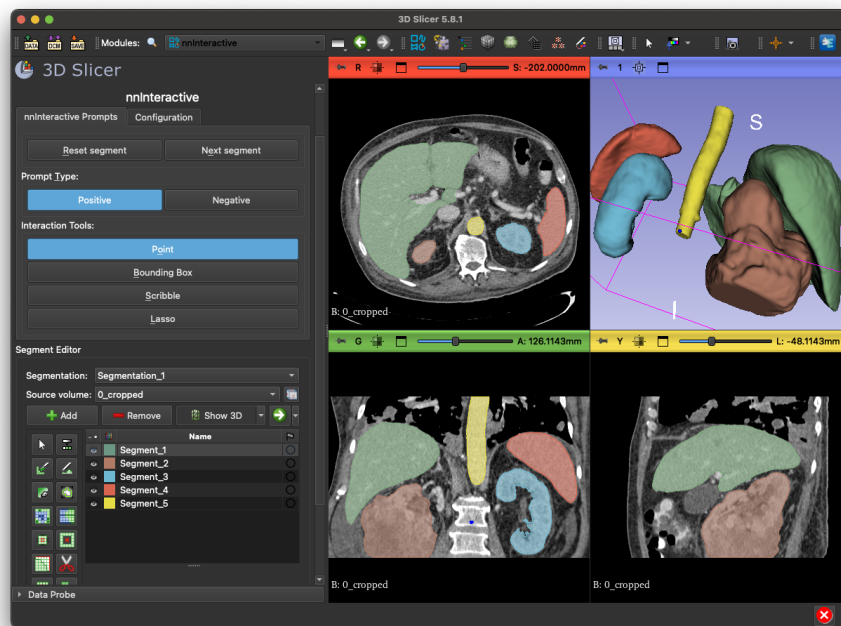 3D Slicer 5.8.1
DATA
DCM
SAVE
Modules:
nnInteractive
3D Slicer
nnInteractive
nnInteractive Prompts
Configuration
Reset segment
Next segment
Prompt Type:
Positive
Negative
Interaction Tools:
Point
Bounding Box
Scribble
Lasso
Segment Editor
Segmentation:
Segmentation_1
Source volume:
0_cropped
Add
Remove
Show 3D
Name
Segment_1
Segment_2
Segment_3
Segment_4
Segment_5
Data Probe
R
S: -202.0000mm
B: 0_cropped
1
S
I
G
A: 126.1143mm
B: 0_cropped
Y
L: -48.1143mm
B: 0_cropped